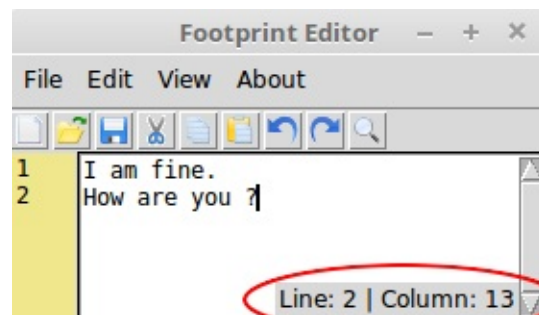 Footprint Editor
File Edit View About
1 I am fine.
2 How are you ?
Line: 2 | Column: 13